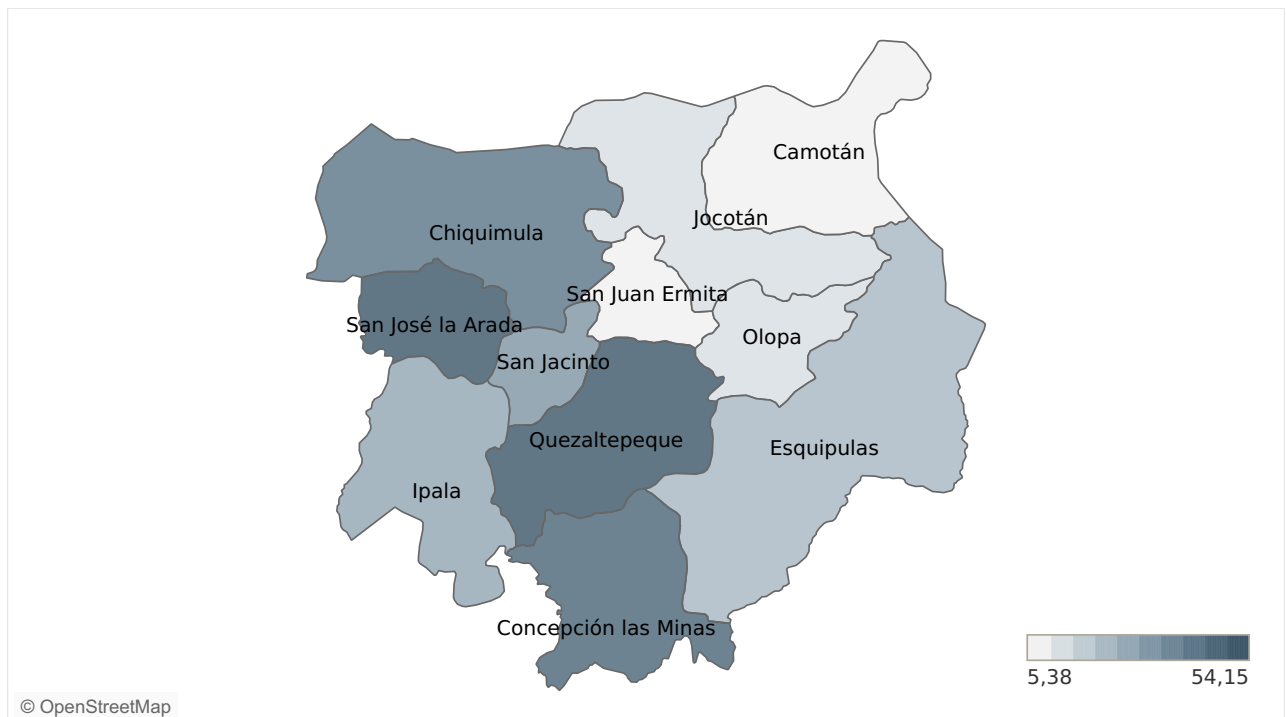 Camotán
Jocotán
Chiquimula
San Juan Ermita
San José la Arada
Olopa
San Jacinto
Quezaltepeque
Esquipulas
Ipala
Concepción las Minas
5,38
54,15
© OpenStreetMap